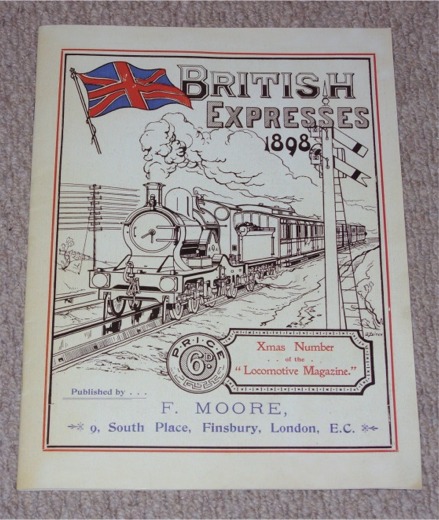 BRITISH
EXPRESSES
1898
PRICE
6D
Xmas Number
of the
"Locomotive Magazine."
Published by . . .
F. MOORE,
9, South Place, Finsbury, London, E.C.